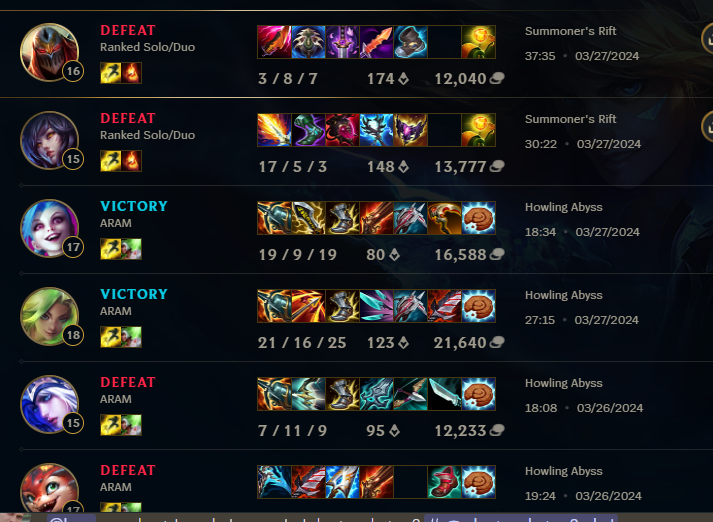 DEFEAT
Ranked Solo/Duo
16
3 / 8 / 7 174 12,040
Summoner's Rift
37:35 • 03/27/2024
DEFEAT
Ranked Solo/Duo
15
17 / 5 / 3 148 13,777
Summoner's Rift
30:22 • 03/27/2024
VICTORY
ARAM
17
19 / 9 / 19 80 16,588
Howling Abyss
18:34 • 03/27/2024
VICTORY
ARAM
18
21 / 16 / 25 123 21,640
Howling Abyss
27:15 • 03/27/2024
DEFEAT
ARAM
15
7 / 11 / 9 95 12,233
Howling Abyss
18:08 • 03/26/2024
DEFEAT
ARAM
17
Howling Abyss
19:24 • 03/26/2024